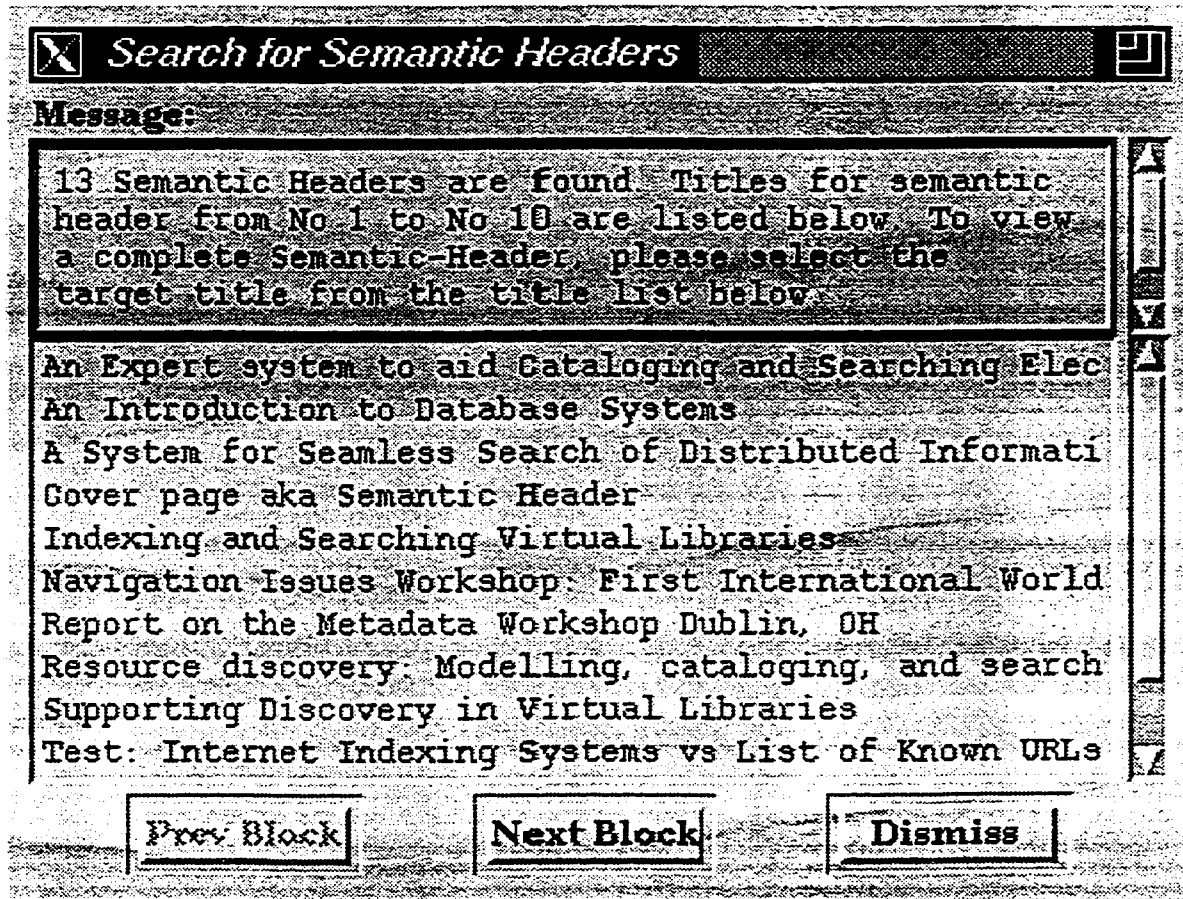 Search for Semantic Headers
Message:
13 Semantic Headers are found. Titles for semantic
header from No 1 to No 10 are listed below. To view
a complete Semantic-Header, please select the
target title from the title list below.
An Expert system to aid Cataloging and Searching Elec
An Introduction to Database Systems
A System for Seamless Search of Distributed Informati
Cover page aka Semantic Header
Indexing and Searching Virtual Libraries
Navigation Issues Workshop: First International World
Report on the Metadata Workshop Dublin, OH
Resource discovery: Modelling, cataloging, and search
Supporting Discovery in Virtual Libraries
Test: Internet Indexing Systems vs List of Known URLs
Prev Block Next Block Dismiss